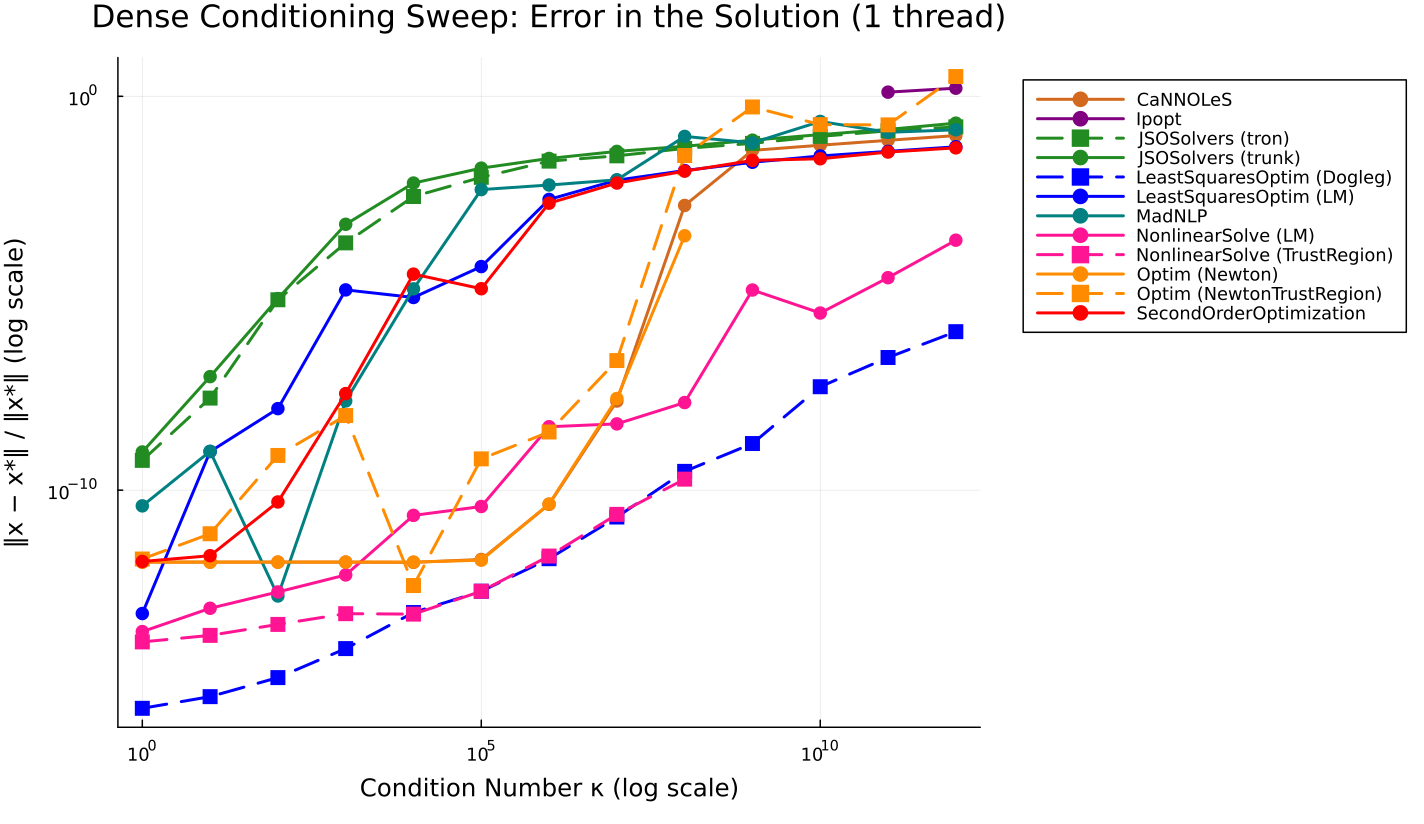 Dense Conditioning Sweep: Error in the Solution (1 thread)
‖x − x*‖ / ‖x*‖ (log scale)
10⁰
10⁻¹⁰
10⁰
10⁵
10¹⁰
Condition Number κ (log scale)
CaNNOLeS
Ipopt
JSOSolvers (tron)
JSOSolvers (trunk)
LeastSquaresOptim (Dogleg)
LeastSquaresOptim (LM)
MadNLP
NonlinearSolve (LM)
NonlinearSolve (TrustRegion)
Optim (Newton)
Optim (NewtonTrustRegion)
SecondOrderOptimization